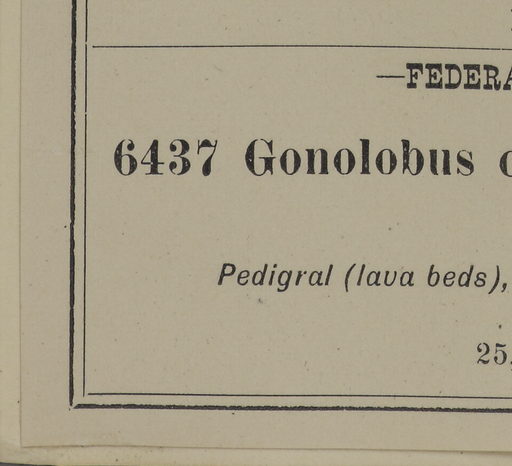 —FEDERA
6437 Gonolobus
Pedigral (lava beds),
25,